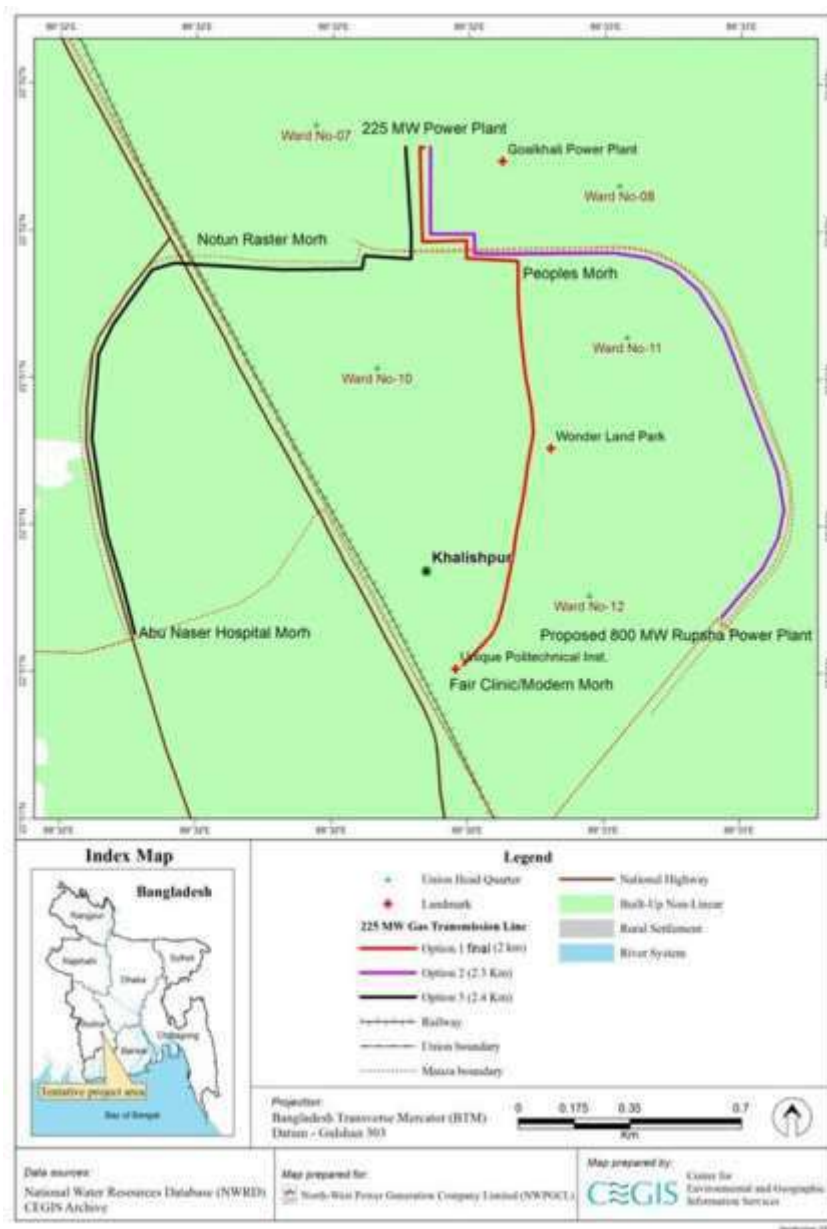 Ward No-07
225 MW Power Plant
Goalkhali Power Plant
Ward No-08
Notun Raster Morh
Peoples Morh
Ward No-11
Ward No-10
Wonder Land Park
Khalishpur
Ward No-12
Abu Naser Hospital Morh
Proposed 800 MW Rupsha Power Plant
Unique Politechnical Inst.
Fair Clinic/Modern Morh
Index Map
Bangladesh
Rangpur
Rajshahi
Sylhet
Dhaka
Khulna
Barisal
Chittagong
Tentative project area
Bay of Bengal
Legend
Union Head Quarter
Landmark
225 MW Gas Transmission Line
Option 1 final (2 km)
Option 2 (2.3 Km)
Option 3 (2.4 Km)
Railway
Union boundary
Mauza boundary
National Highway
Built-Up Non-Linear
Rural Settlement
River System
Projection:
Bangladesh Transverse Mercator (BTM)
Datum - Gulshan 303
0 0.175 0.35 0.7
Km
Data sources:
National Water Resources Database (NWRD)
CEGIS Archive
Map prepared for:
North-West Power Generation Company Limited (NWPGCL)
Map prepared by:
CEGIS
Center for
Environmental and Geographic
Information Services